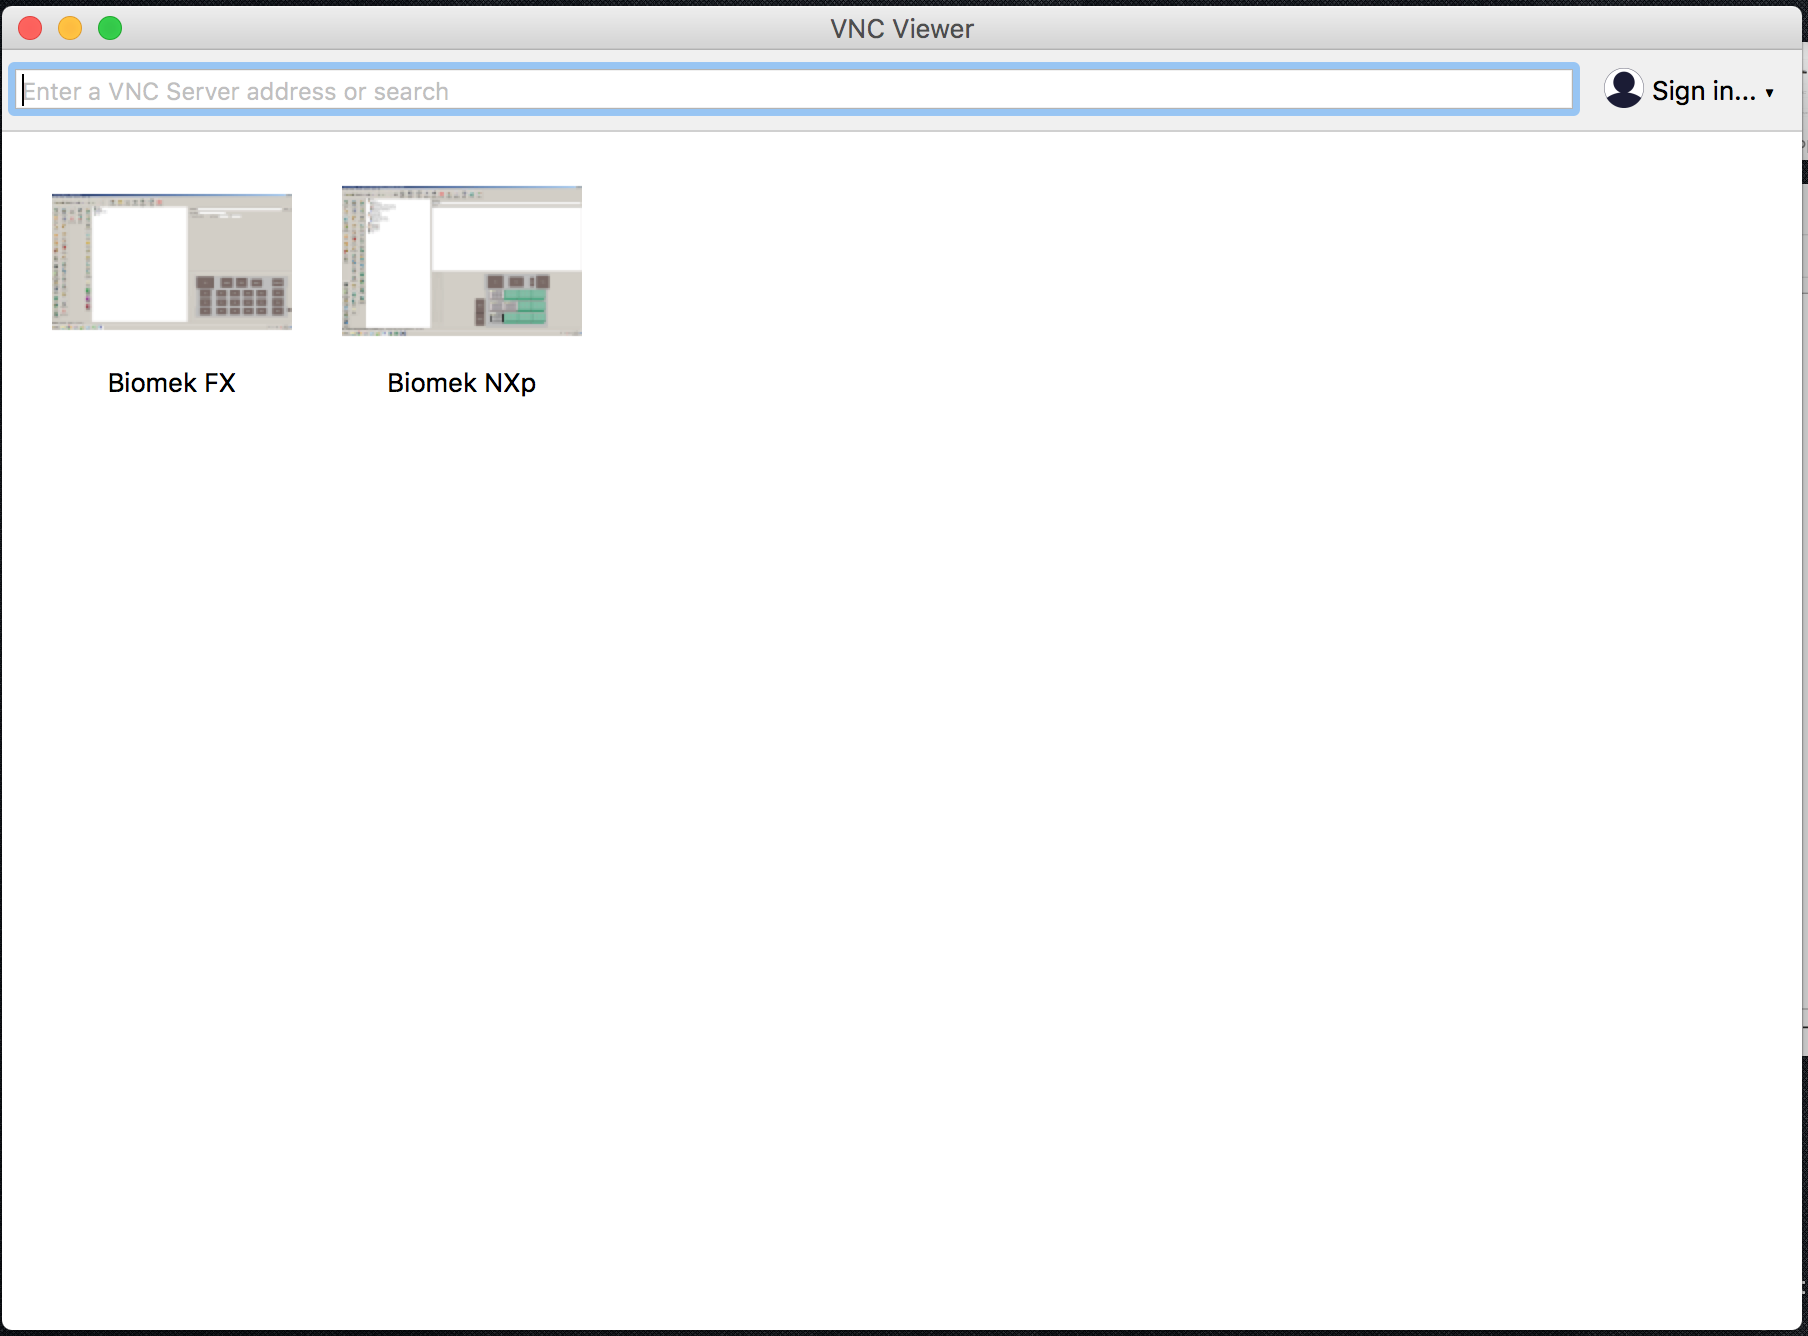 VNC Viewer
Enter a VNC Server address or search
Sign in...
Biomek FX
Biomek NXp